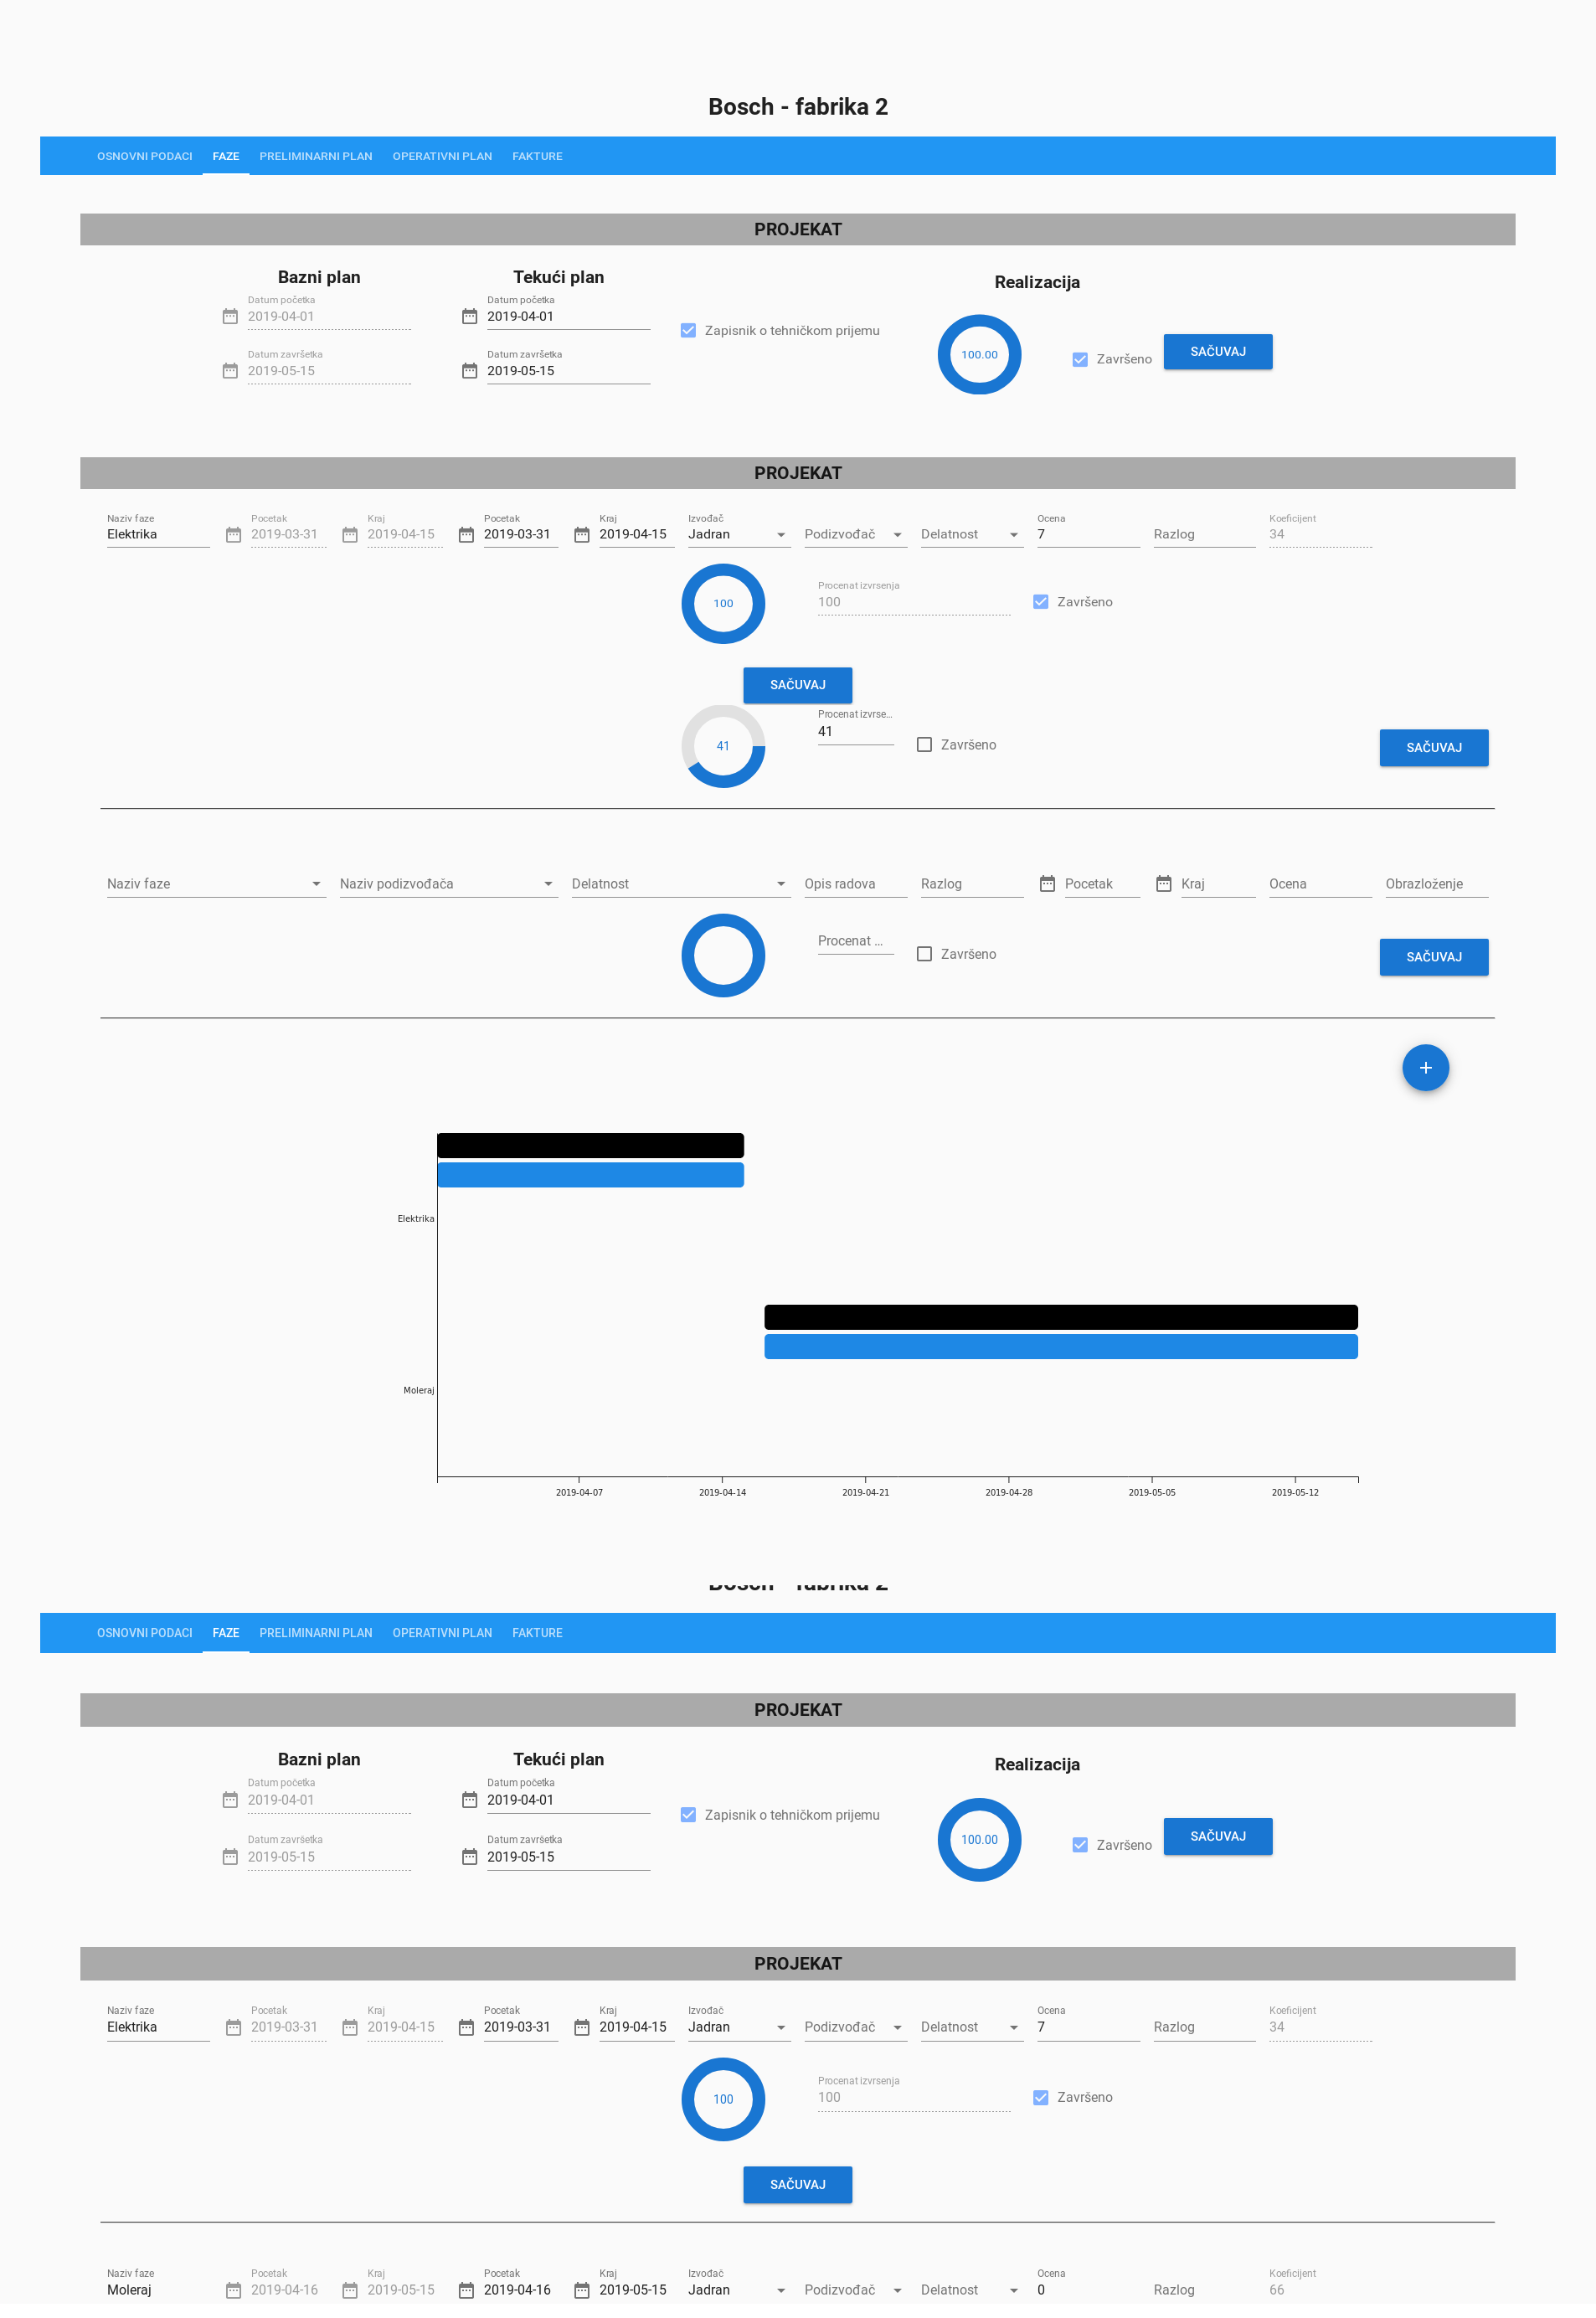 Bosch - fabrika 2
OSNOVNI PODACI FAZE PRELIMINARNI PLAN OPERATIVNI PLAN FAKTURE
PROJEKAT
Bazni plan Tekući plan Realizacija
Datum početka Datum početka
2019-04-01 2019-04-01
Zapisnik o tehničkom prijemu
100.00 Završeno SAČUVAJ
Datum završetka Datum završetka
2019-05-15 2019-05-15
PROJEKAT
Naziv faze Pocetak Kraj Pocetak Kraj Izvođač Ocena Koeficijent
Elektrika 2019-03-31 2019-04-15 2019-03-31 2019-04-15 Jadran Podizvođač Delatnost 7 Razlog 34
Procenat izvrsenja
100 100 Završeno
SAČUVAJ
Procenat izvrse...
41
41 Završeno SAČUVAJ
Naziv faze Naziv podizvođača Delatnost Opis radova Razlog Pocetak Kraj Ocena Obrazloženje
Procenat ...
Završeno SAČUVAJ
+
Elektrika
Moleraj
2019-04-07 2019-04-14 2019-04-21 2019-04-28 2019-05-05 2019-05-12
Bosch - fabrika 2
OSNOVNI PODACI FAZE PRELIMINARNI PLAN OPERATIVNI PLAN FAKTURE
PROJEKAT
Bazni plan Tekući plan Realizacija
Datum početka Datum početka
2019-04-01 2019-04-01
Zapisnik o tehničkom prijemu
100.00 Završeno SAČUVAJ
Datum završetka Datum završetka
2019-05-15 2019-05-15
PROJEKAT
Naziv faze Pocetak Kraj Pocetak Kraj Izvođač Ocena Koeficijent
Elektrika 2019-03-31 2019-04-15 2019-03-31 2019-04-15 Jadran Podizvođač Delatnost 7 Razlog 34
Procenat izvrsenja
100 100 Završeno
SAČUVAJ
Naziv faze Pocetak Kraj Pocetak Kraj Izvođač Ocena Koeficijent
Moleraj 2019-04-16 2019-05-15 2019-04-16 2019-05-15 Jadran Podizvođač Delatnost 0 Razlog 66